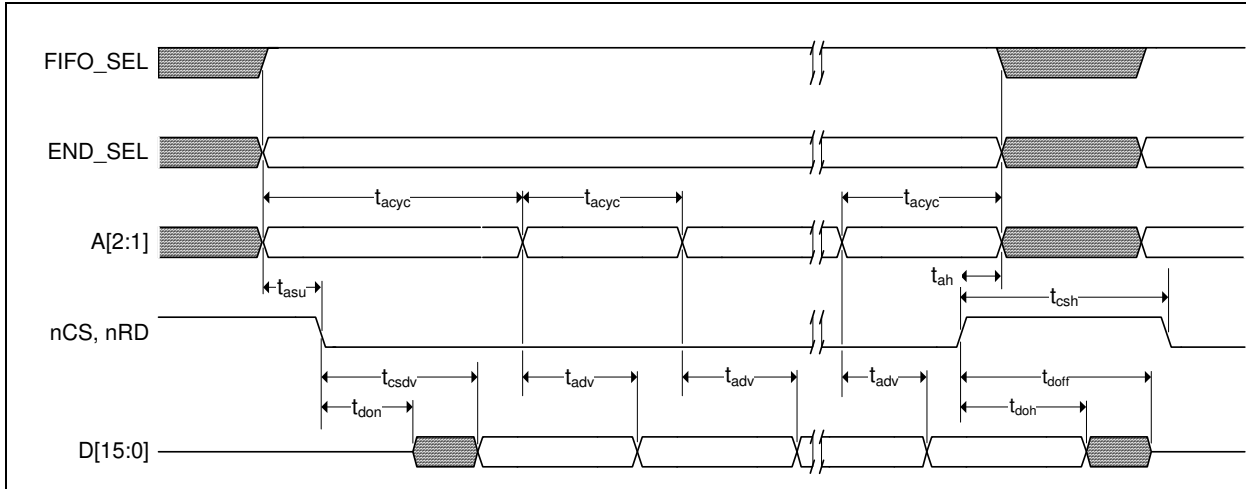 FIFO_SEL
END_SEL
tacyc tacyc tacyc
A[2:1]
tah
tasu tcsh
nCS, nRD
tcsdv tadv tadv tadv tdoff
tdon tdoh
D[15:0]